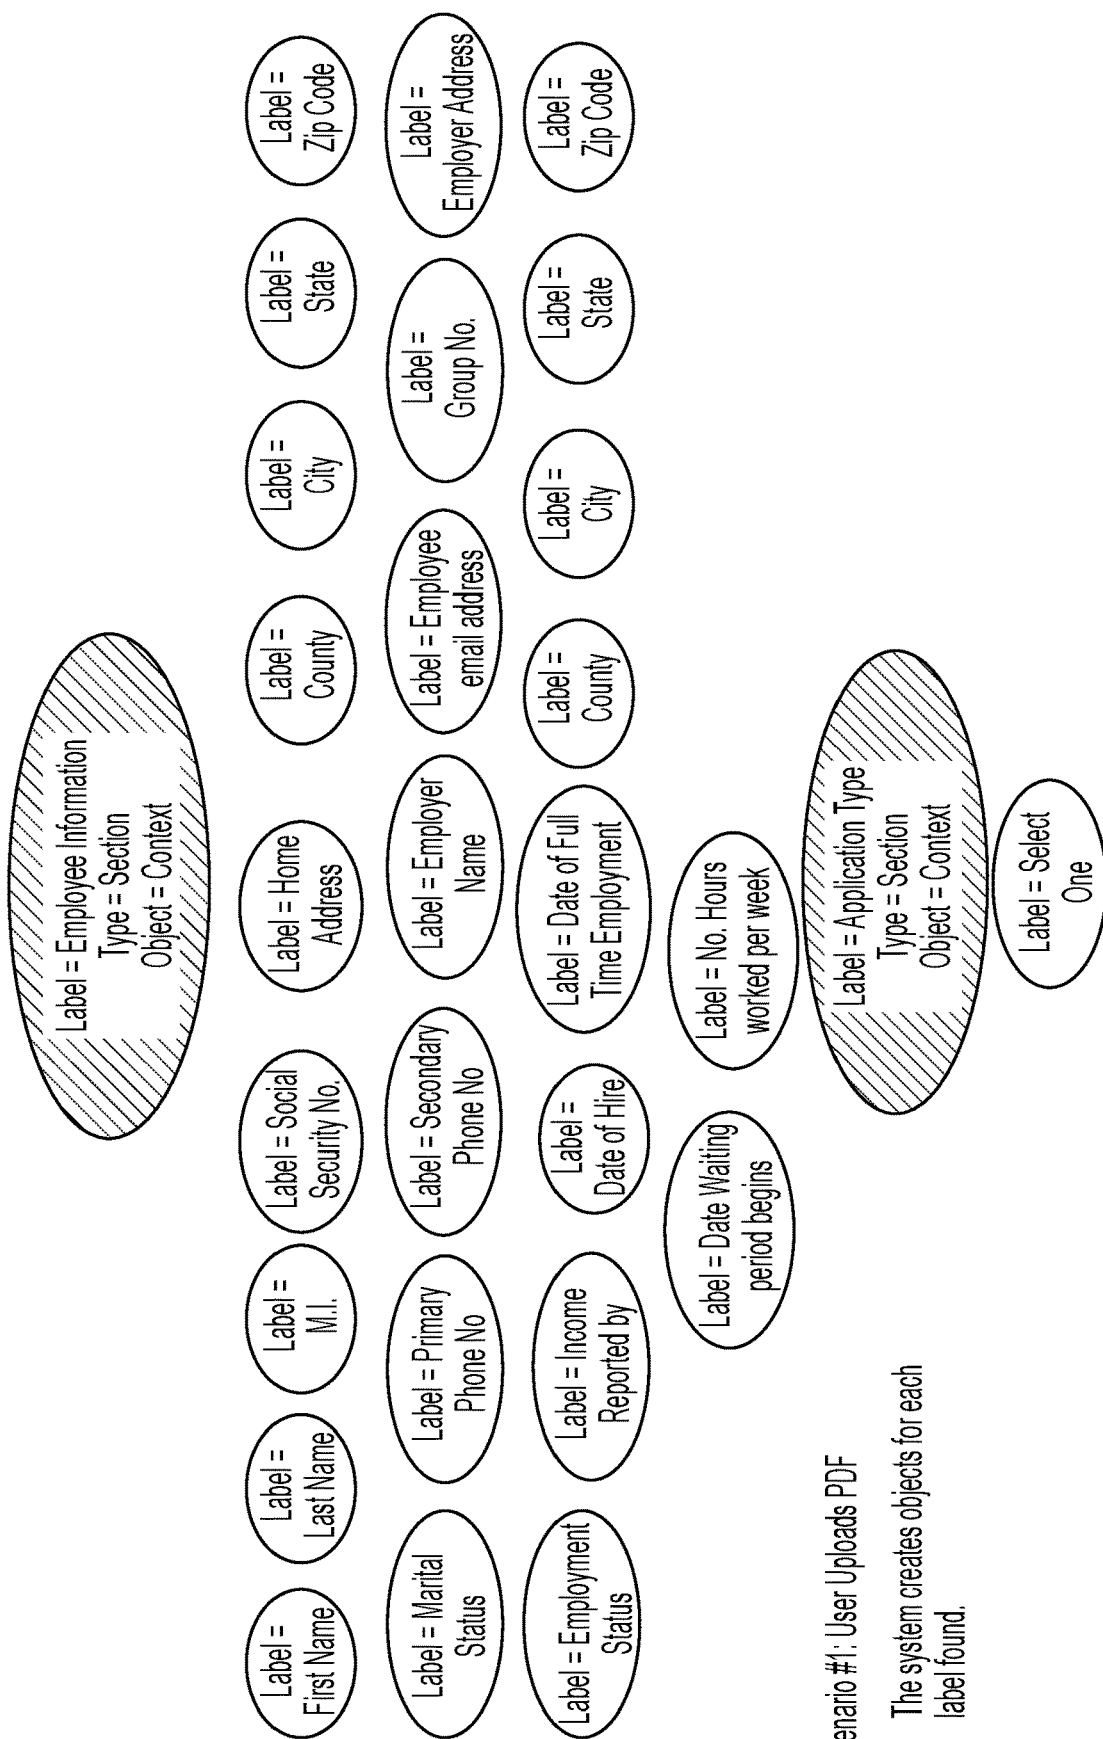 Label = Employee Information
Type = Section
Object = Context
Label =
First Name
Label =
Last Name
Label =
M.I.
Label = Social
Security No.
Label = Home
Address
Label =
County
Label =
City
Label =
State
Label =
Zip Code
Label = Marital
Status
Label = Primary
Phone No
Label = Secondary
Phone No
Label = Employer
Name
Label = Employee
email address
Label =
Group No.
Label =
Employer Address
Label = Employment
Status
Label = Income
Reported by
Label =
Date of Hire
Label = Date of Full
Time Employment
Label =
County
Label =
City
Label =
State
Label =
Zip Code
Label = Date Waiting
period begins
Label = No. Hours
worked per week
Label = Application Type
Type = Section
Object = Context
Label = Select
One
enario #1: User Uploads PDF
The system creates objects for each
label found.